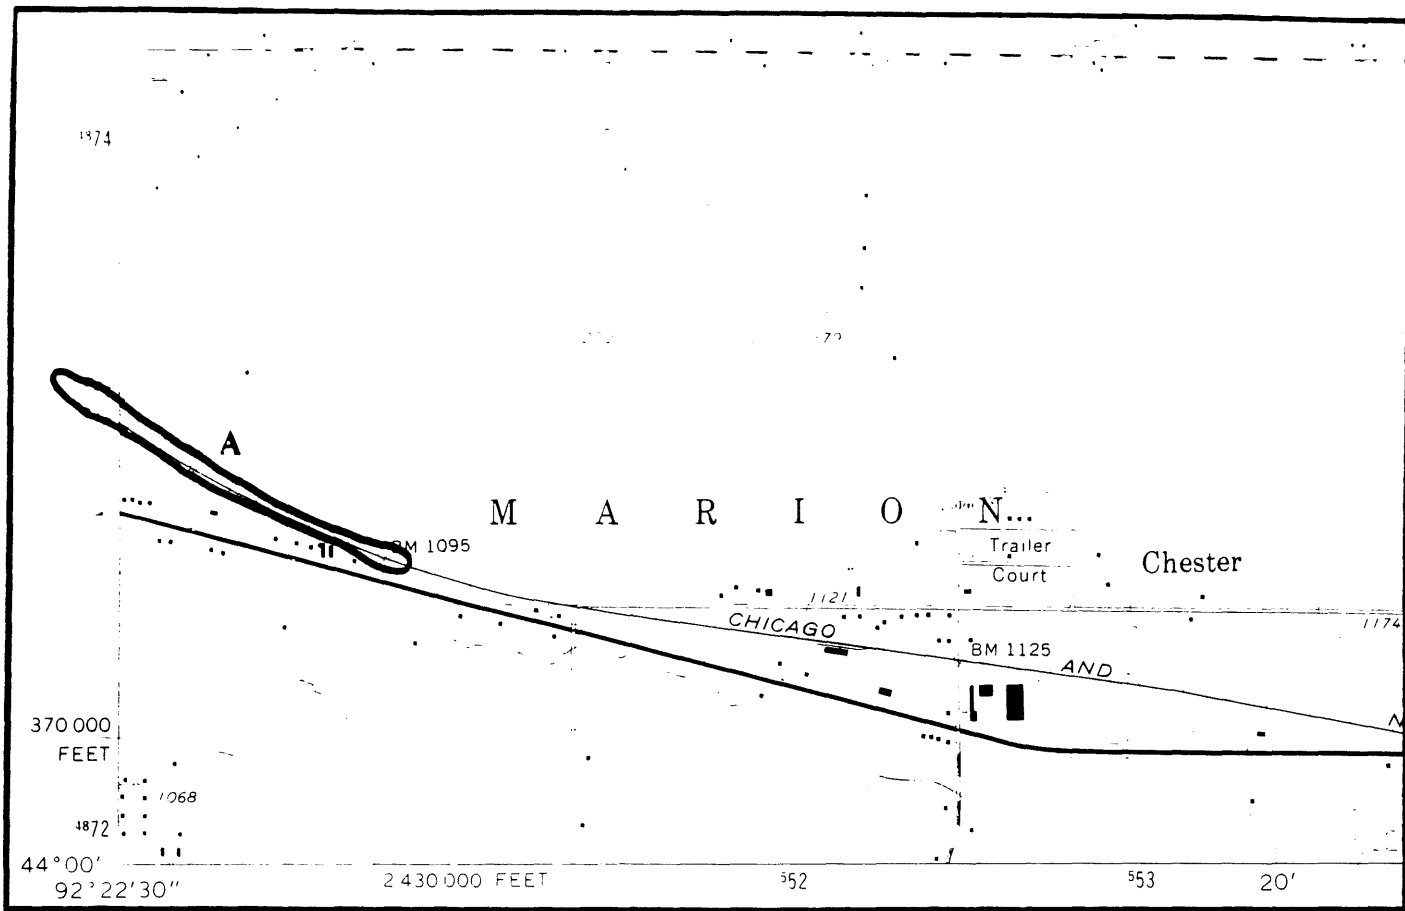 4874
A
M A R I O N...
BM 1095
Trailer
Court
Chester
1121
1174
CHICAGO
BM 1125
AND
N
370 000
FEET
1068
4872
44°00'
92°22'30"
2 430 000 FEET
552
553
20'